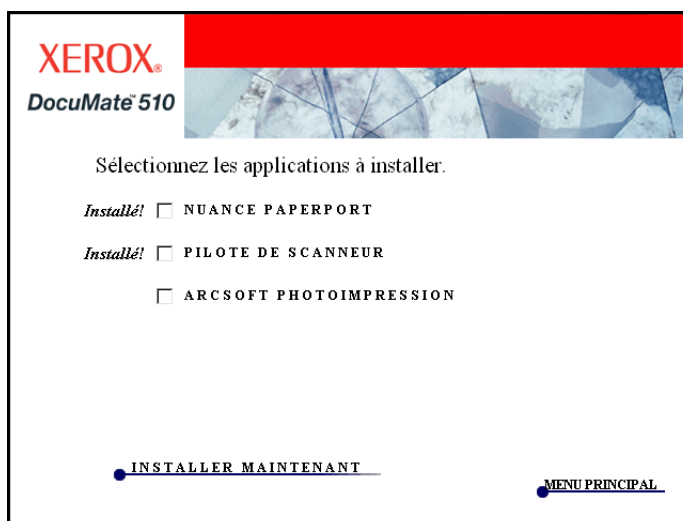 XEROX®
DocuMate™ 510
Sélectionnez les applications à installer.
Installé! NUANCE PAPERPORT
Installé! PILOTE DE SCANNEUR
ARCSOFT PHOTOIMPRESSION
INSTALLER MAINTENANT
MENU PRINCIPAL